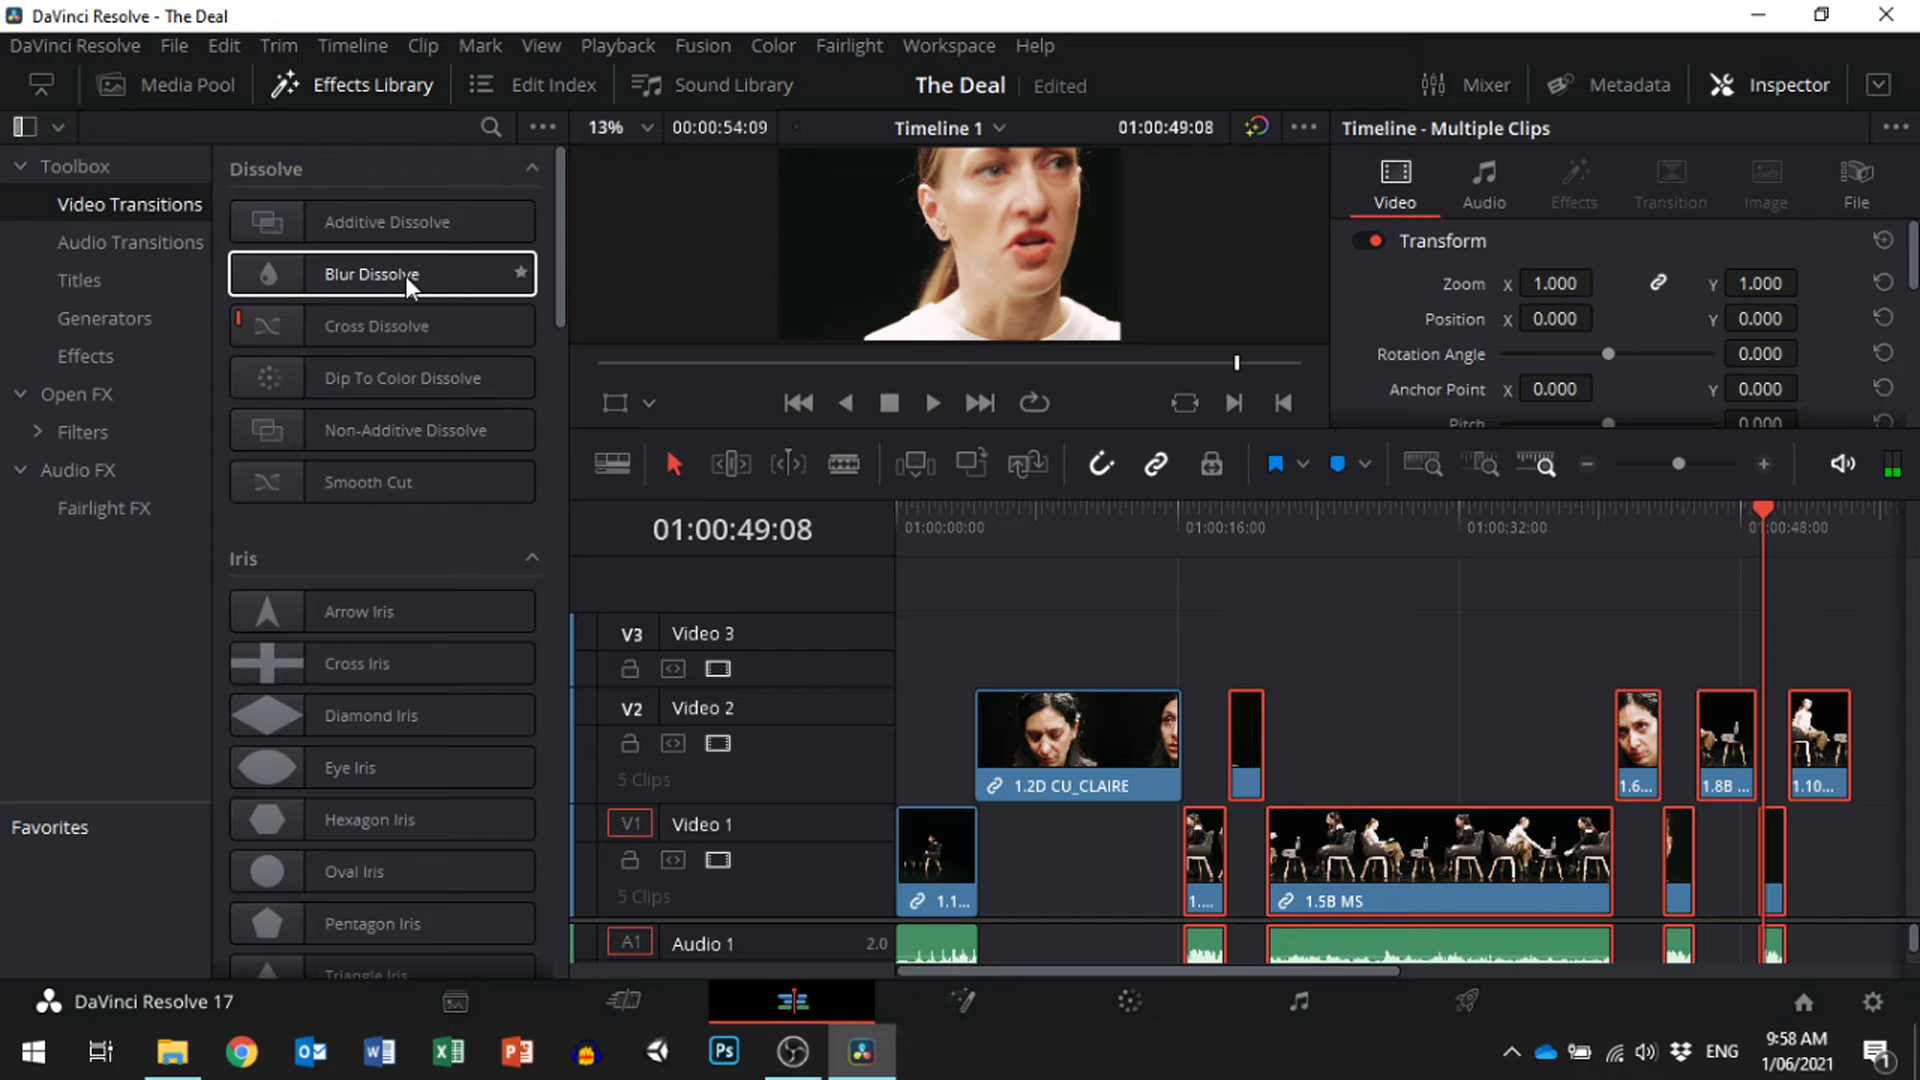 DaVinci Resolve - The Deal
DaVinci Resolve File Edit Trim Timeline Clip Mark View Playback Fusion Color Fairlight Workspace Help
Media Pool Effects Library Edit Index Sound Library The Deal Edited Mixer Metadata Inspector
13% 00:00:54:09 Timeline 1 01:00:49:08 Timeline - Multiple Clips
Toolbox
Video Transitions
Audio Transitions
Titles
Generators
Effects
Open FX
Filters
Audio FX
Fairlight FX
Favorites
Dissolve
Additive Dissolve
Blur Dissolve
Cross Dissolve
Dip To Color Dissolve
Non-Additive Dissolve
Smooth Cut
Iris
Arrow Iris
Cross Iris
Diamond Iris
Eye Iris
Hexagon Iris
Oval Iris
Pentagon Iris
Triangle Iris
Video Audio Effects Transition Image File
Transform
Zoom X 1.000 Y 1.000
Position X 0.000 Y 0.000
Rotation Angle 0.000
Anchor Point X 0.000 Y 0.000
Pitch 0.000
01:00:49:08
01:00:00:00 01:00:16:00 01:00:32:00 01:00:48:00
V3 Video 3
V2 Video 2
5 Clips
1.2D CU_CLAIRE 1.6... 1.8B ... 1.10...
V1 Video 1
5 Clips
1.1... 1.... 1.5B MS
A1 Audio 1 2.0
DaVinci Resolve 17
Ps
ENG
9:58 AM
1/06/2021
1